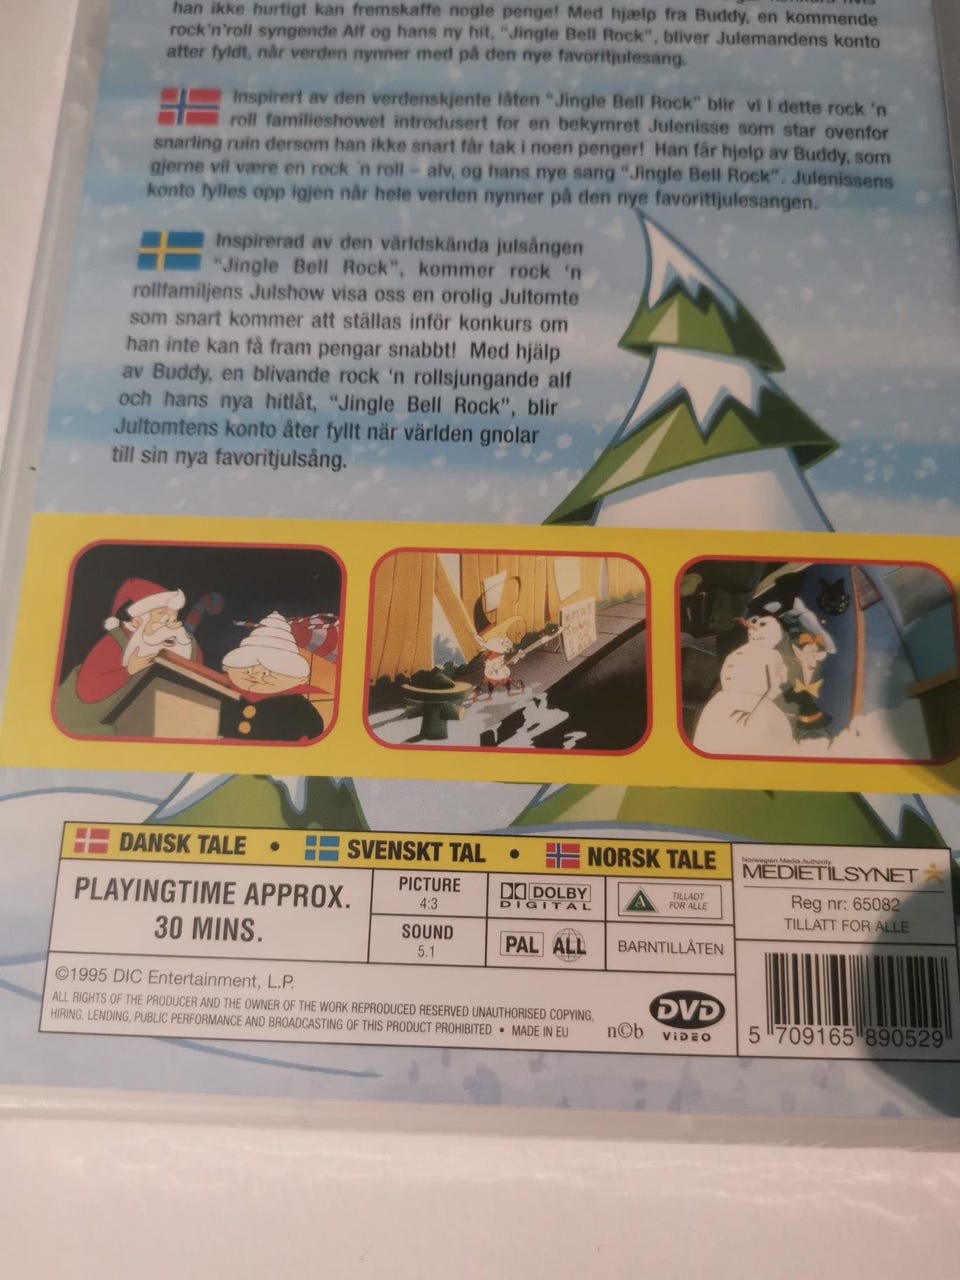 han ikke hurtigt kan fremskaffe nogle penge! Med hjælp fra Buddy, en kommende
rock'n'roll syngende Alf og hans ny hit, "Jingle Bell Rock", bliver Julemandens konto
atter fyldt, når verden nynner med på den nye favoritjulesang.
Inspirert av den verdenskjente låten "Jingle Bell Rock" blir vi i dette rock 'n
roll familieshowet introdusert for en bekymret Julenisse som star ovenfor
snarling ruin dersom han ikke snart får tak i noen penger! Han får hjelp av Buddy, som
gjerne vil være en rock 'n roll – alv, og hans nye sang "Jingle Bell Rock". Julenissens
konto fylles opp igjen når hele verden nynner på den nye favorittjulesangen.
Inspirerad av den världskända julsången
"Jingle Bell Rock", kommer rock 'n
rollfamiljens Julshow visa oss en orolig Jultomte
som snart kommer att ställas inför konkurs om
han inte kan få fram pengar snabbt! Med hjälp
av Buddy, en blivande rock 'n rollsjungande alf
och hans nya hitlåt, "Jingle Bell Rock", blir
Jultomtens konto åter fyllt när världen gnolar
till sin nya favoritjulsång.
XMAS
SONG
DANSK TALE • SVENSKT TAL • NORSK TALE
PLAYINGTIME APPROX.
30 MINS.
PICTURE
4:3
SOUND
5.1
DOLBY
DIGITAL
PAL ALL
A TILLADT
FOR ALLE
BARNTILLÅTEN
Norwegian Media Authority
MEDIETILSYNET
Reg nr: 65082
TILLATT FOR ALLE
©1995 DIC Entertainment, L.P.
ALL RIGHTS OF THE PRODUCER AND THE OWNER OF THE WORK REPRODUCED RESERVED UNAUTHORISED COPYING,
HIRING, LENDING, PUBLIC PERFORMANCE AND BROADCASTING OF THIS PRODUCT PROHIBITED • MADE IN EU
n©b
DVD
VIDEO
5 709165 890529